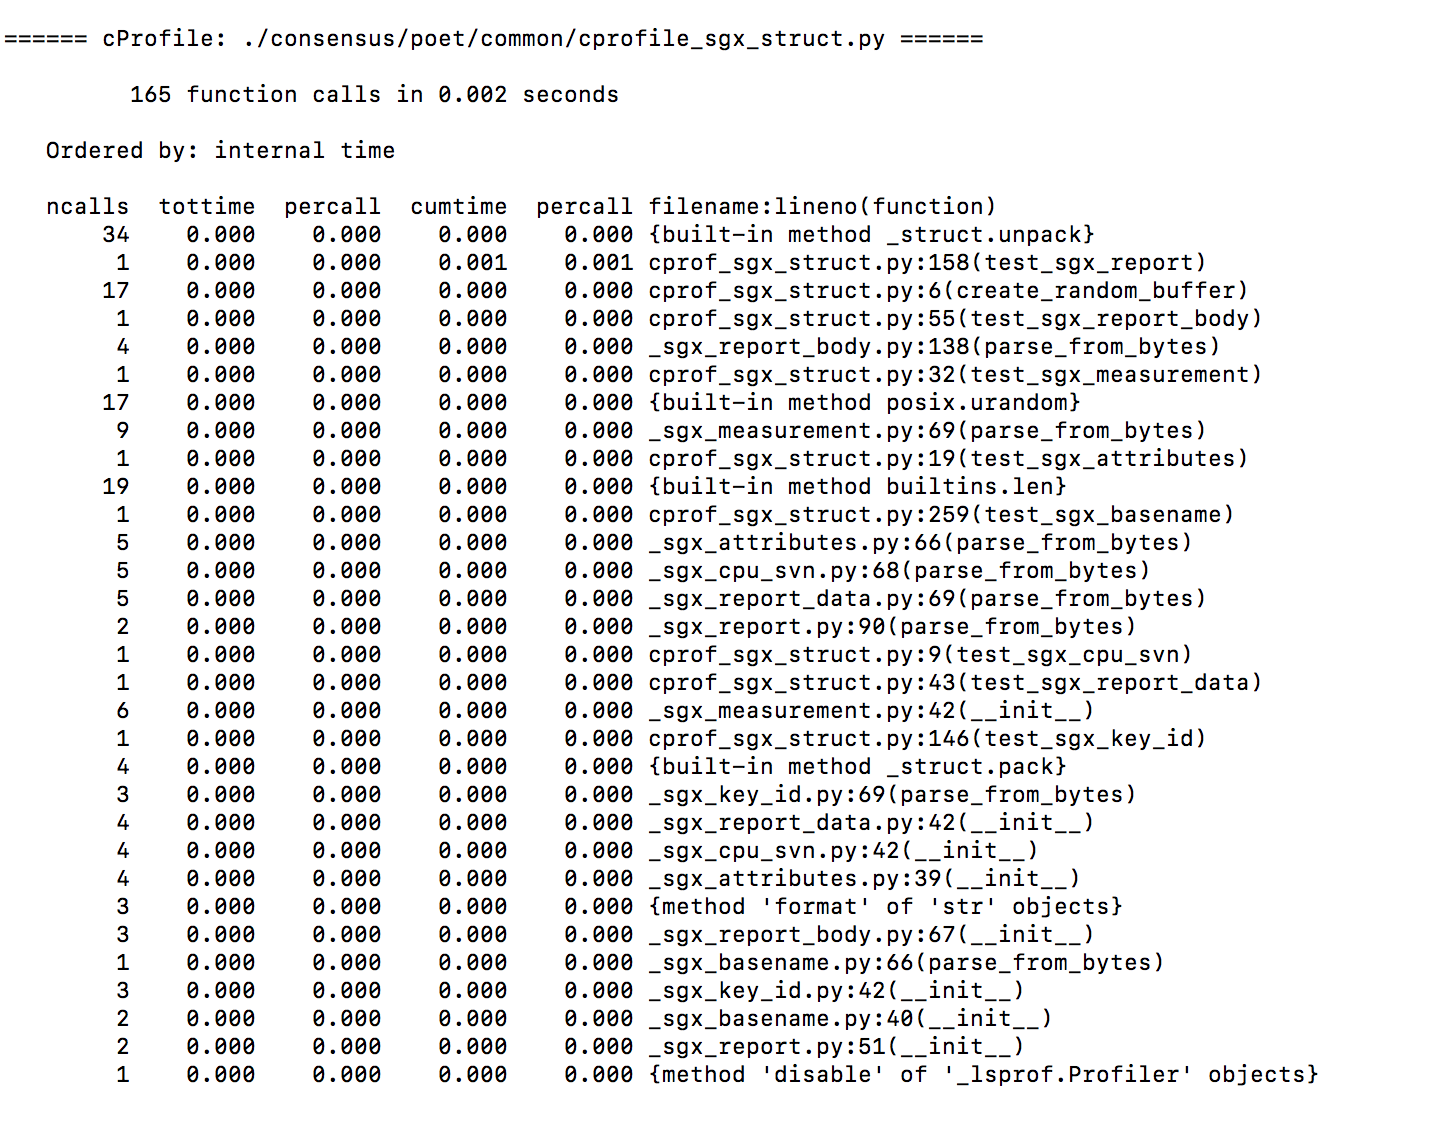 ====== cProfile: ./consensus/poet/common/cprofile_sgx_struct.py ======
165 function calls in 0.002 seconds
Ordered by: internal time
ncalls  tottime  percall  cumtime  percall filename:lineno(function)
34    0.000    0.000    0.000    0.000 {built-in method _struct.unpack}
1    0.000    0.000    0.001    0.001 cprof_sgx_struct.py:158(test_sgx_report)
17    0.000    0.000    0.000    0.000 cprof_sgx_struct.py:6(create_random_buffer)
1    0.000    0.000    0.000    0.000 cprof_sgx_struct.py:55(test_sgx_report_body)
4    0.000    0.000    0.000    0.000 _sgx_report_body.py:138(parse_from_bytes)
1    0.000    0.000    0.000    0.000 cprof_sgx_struct.py:32(test_sgx_measurement)
17    0.000    0.000    0.000    0.000 {built-in method posix.urandom}
9    0.000    0.000    0.000    0.000 _sgx_measurement.py:69(parse_from_bytes)
1    0.000    0.000    0.000    0.000 cprof_sgx_struct.py:19(test_sgx_attributes)
19    0.000    0.000    0.000    0.000 {built-in method builtins.len}
1    0.000    0.000    0.000    0.000 cprof_sgx_struct.py:259(test_sgx_basename)
5    0.000    0.000    0.000    0.000 _sgx_attributes.py:66(parse_from_bytes)
5    0.000    0.000    0.000    0.000 _sgx_cpu_svn.py:68(parse_from_bytes)
5    0.000    0.000    0.000    0.000 _sgx_report_data.py:69(parse_from_bytes)
2    0.000    0.000    0.000    0.000 _sgx_report.py:90(parse_from_bytes)
1    0.000    0.000    0.000    0.000 cprof_sgx_struct.py:9(test_sgx_cpu_svn)
1    0.000    0.000    0.000    0.000 cprof_sgx_struct.py:43(test_sgx_report_data)
6    0.000    0.000    0.000    0.000 _sgx_measurement.py:42(__init__)
1    0.000    0.000    0.000    0.000 cprof_sgx_struct.py:146(test_sgx_key_id)
4    0.000    0.000    0.000    0.000 {built-in method _struct.pack}
3    0.000    0.000    0.000    0.000 _sgx_key_id.py:69(parse_from_bytes)
4    0.000    0.000    0.000    0.000 _sgx_report_data.py:42(__init__)
4    0.000    0.000    0.000    0.000 _sgx_cpu_svn.py:42(__init__)
4    0.000    0.000    0.000    0.000 _sgx_attributes.py:39(__init__)
3    0.000    0.000    0.000    0.000 {method 'format' of 'str' objects}
3    0.000    0.000    0.000    0.000 _sgx_report_body.py:67(__init__)
1    0.000    0.000    0.000    0.000 _sgx_basename.py:66(parse_from_bytes)
3    0.000    0.000    0.000    0.000 _sgx_key_id.py:42(__init__)
2    0.000    0.000    0.000    0.000 _sgx_basename.py:40(__init__)
2    0.000    0.000    0.000    0.000 _sgx_report.py:51(__init__)
1    0.000    0.000    0.000    0.000 {method 'disable' of '_lsprof.Profiler' objects}